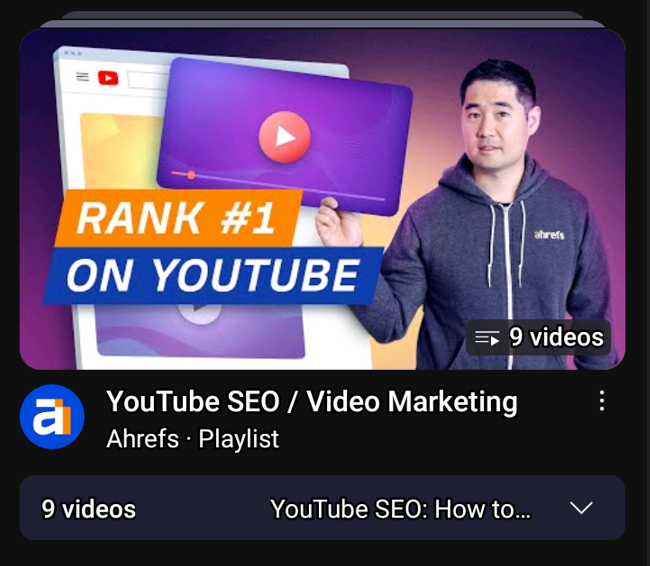 RANK #1
ON YOUTUBE
ahrefs
9 videos
a
YouTube SEO / Video Marketing
Ahrefs · Playlist
9 videos
YouTube SEO: How to...